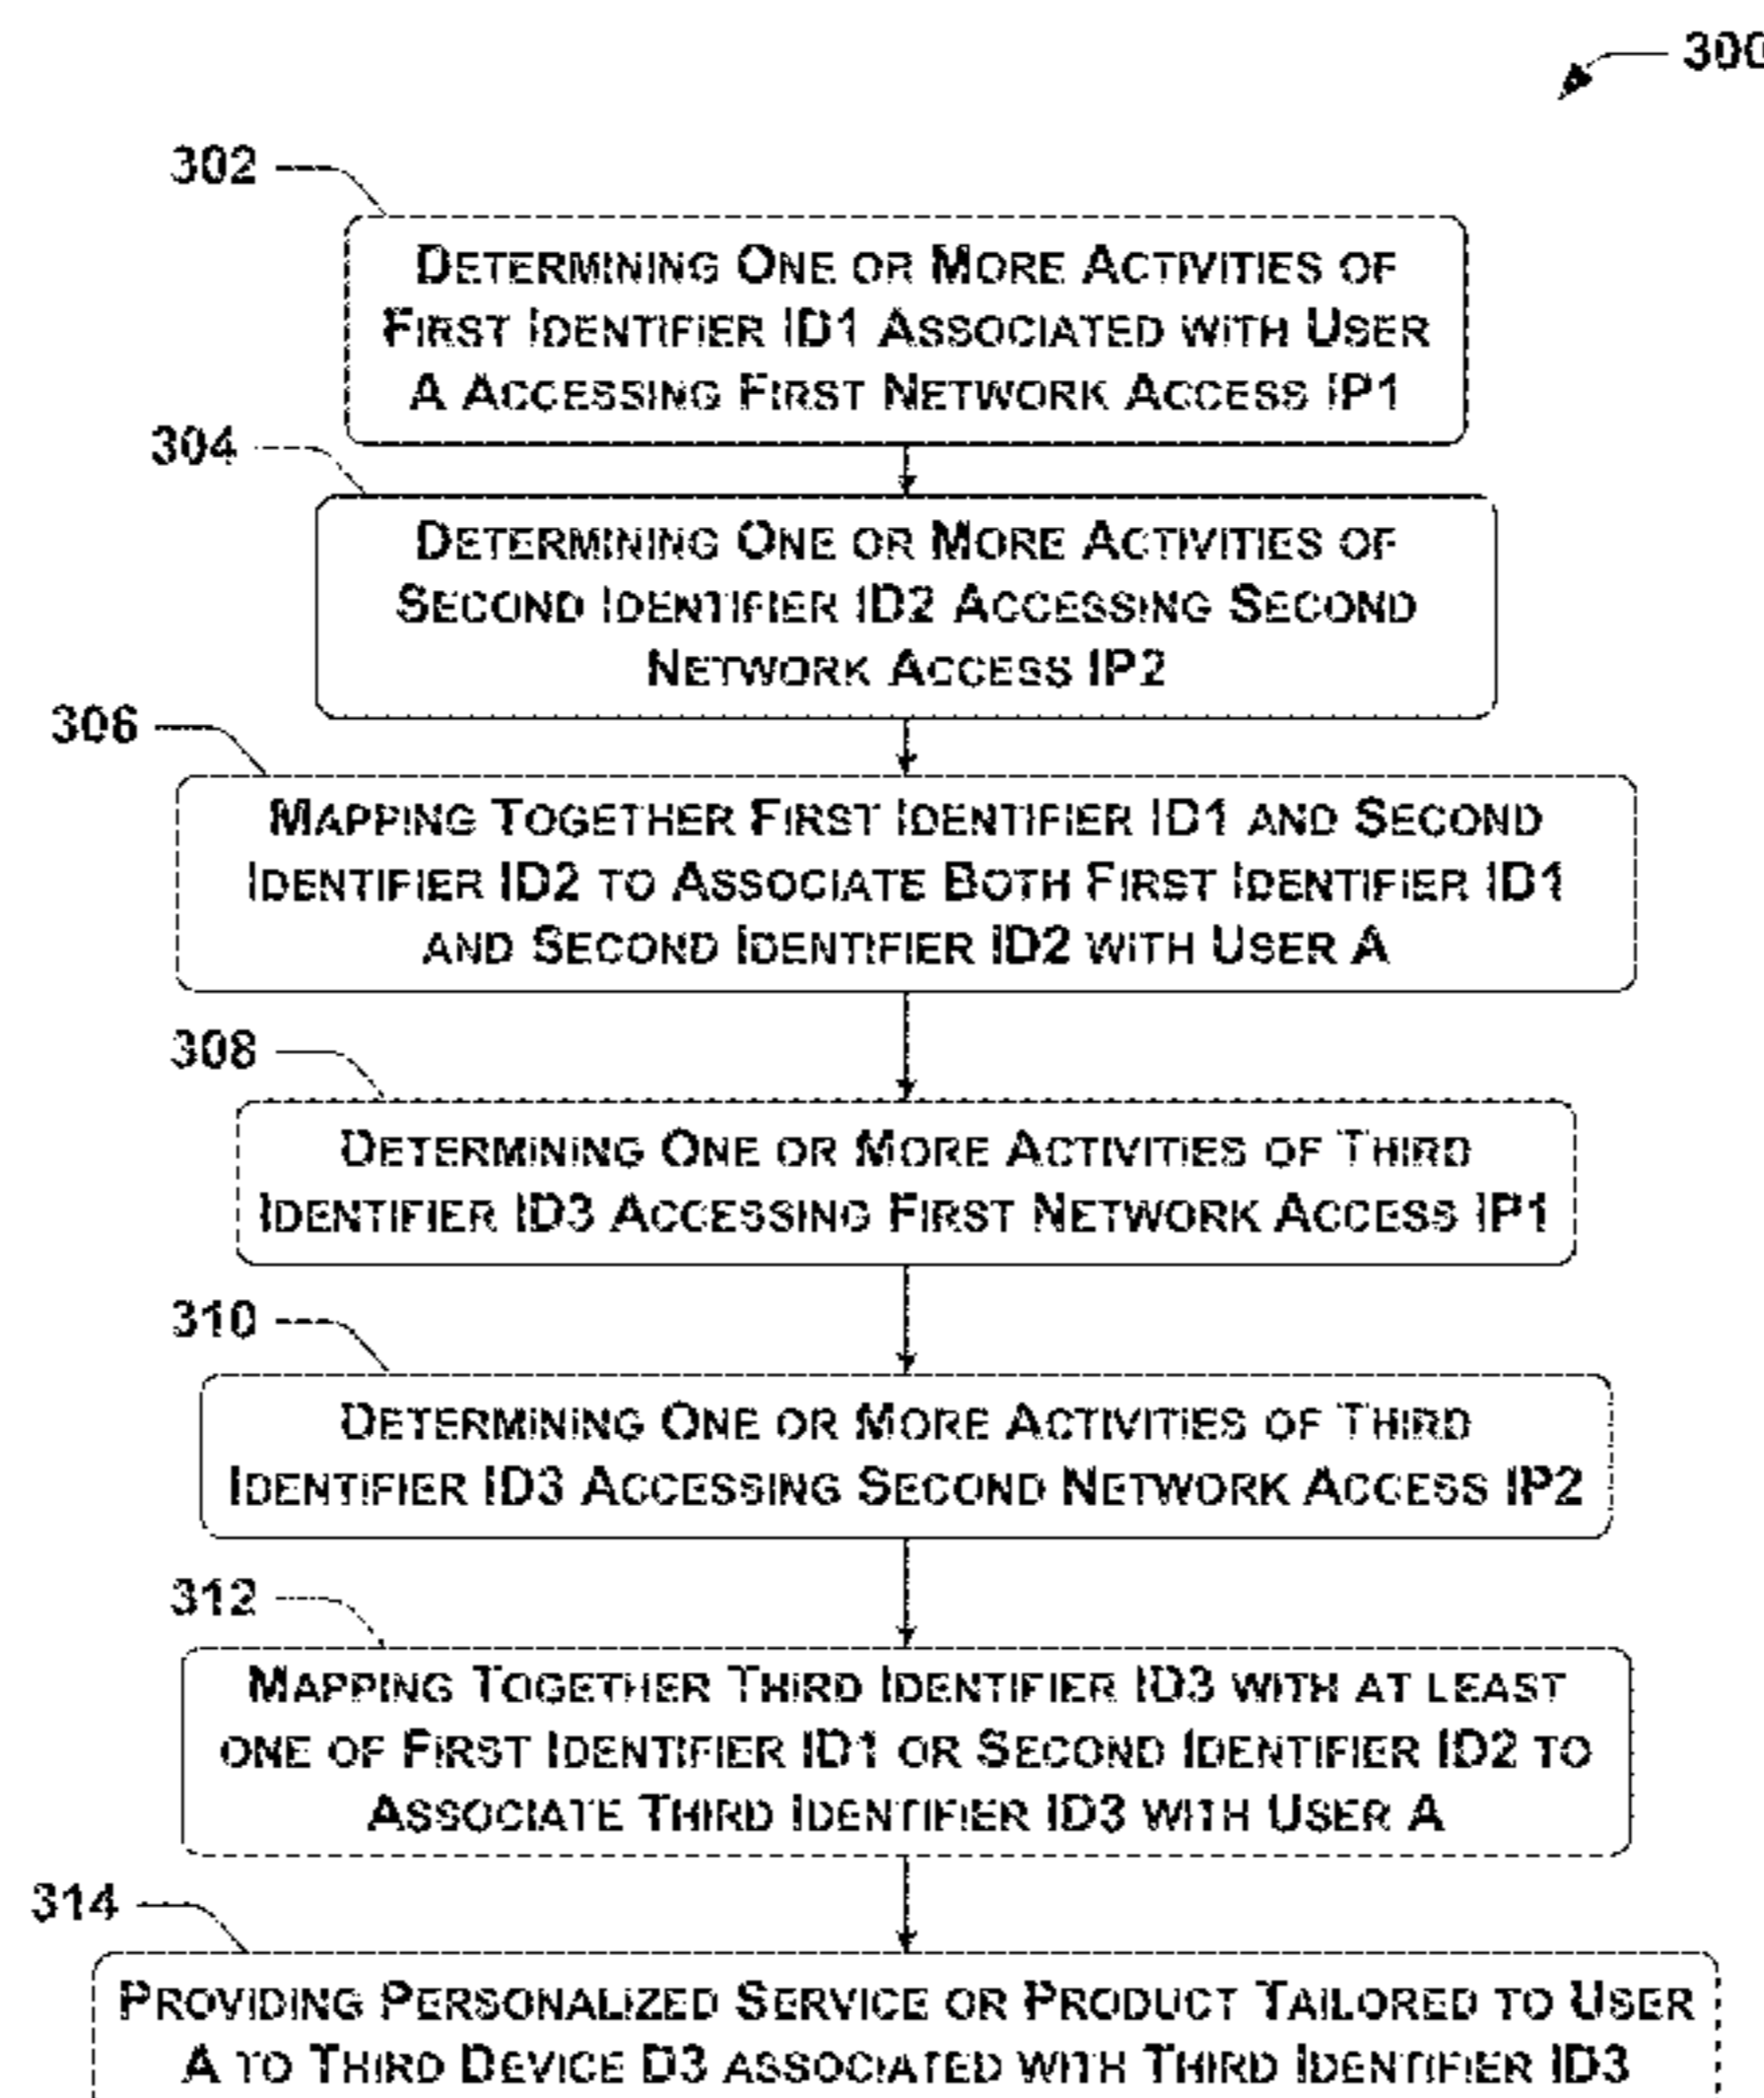 300
302
DETERMINING ONE OR MORE ACTIVITIES OF
FIRST IDENTIFIER ID1 ASSOCIATED WITH USER
A ACCESSING FIRST NETWORK ACCESS IP1
304
DETERMINING ONE OR MORE ACTIVITIES OF
SECOND IDENTIFIER ID2 ACCESSING SECOND
NETWORK ACCESS IP2
306
MAPPING TOGETHER FIRST IDENTIFIER ID1 AND SECOND
IDENTIFIER ID2 TO ASSOCIATE BOTH FIRST IDENTIFIER ID1
AND SECOND IDENTIFIER ID2 WITH USER A
308
DETERMINING ONE OR MORE ACTIVITIES OF THIRD
IDENTIFIER ID3 ACCESSING FIRST NETWORK ACCESS IP1
310
DETERMINING ONE OR MORE ACTIVITIES OF THIRD
IDENTIFIER ID3 ACCESSING SECOND NETWORK ACCESS IP2
312
MAPPING TOGETHER THIRD IDENTIFIER ID3 WITH AT LEAST
ONE OF FIRST IDENTIFIER ID1 OR SECOND IDENTIFIER ID2 TO
ASSOCIATE THIRD IDENTIFIER ID3 WITH USER A
314
PROVIDING PERSONALIZED SERVICE OR PRODUCT TAILORED TO USER
A TO THIRD DEVICE D3 ASSOCIATED WITH THIRD IDENTIFIER ID3